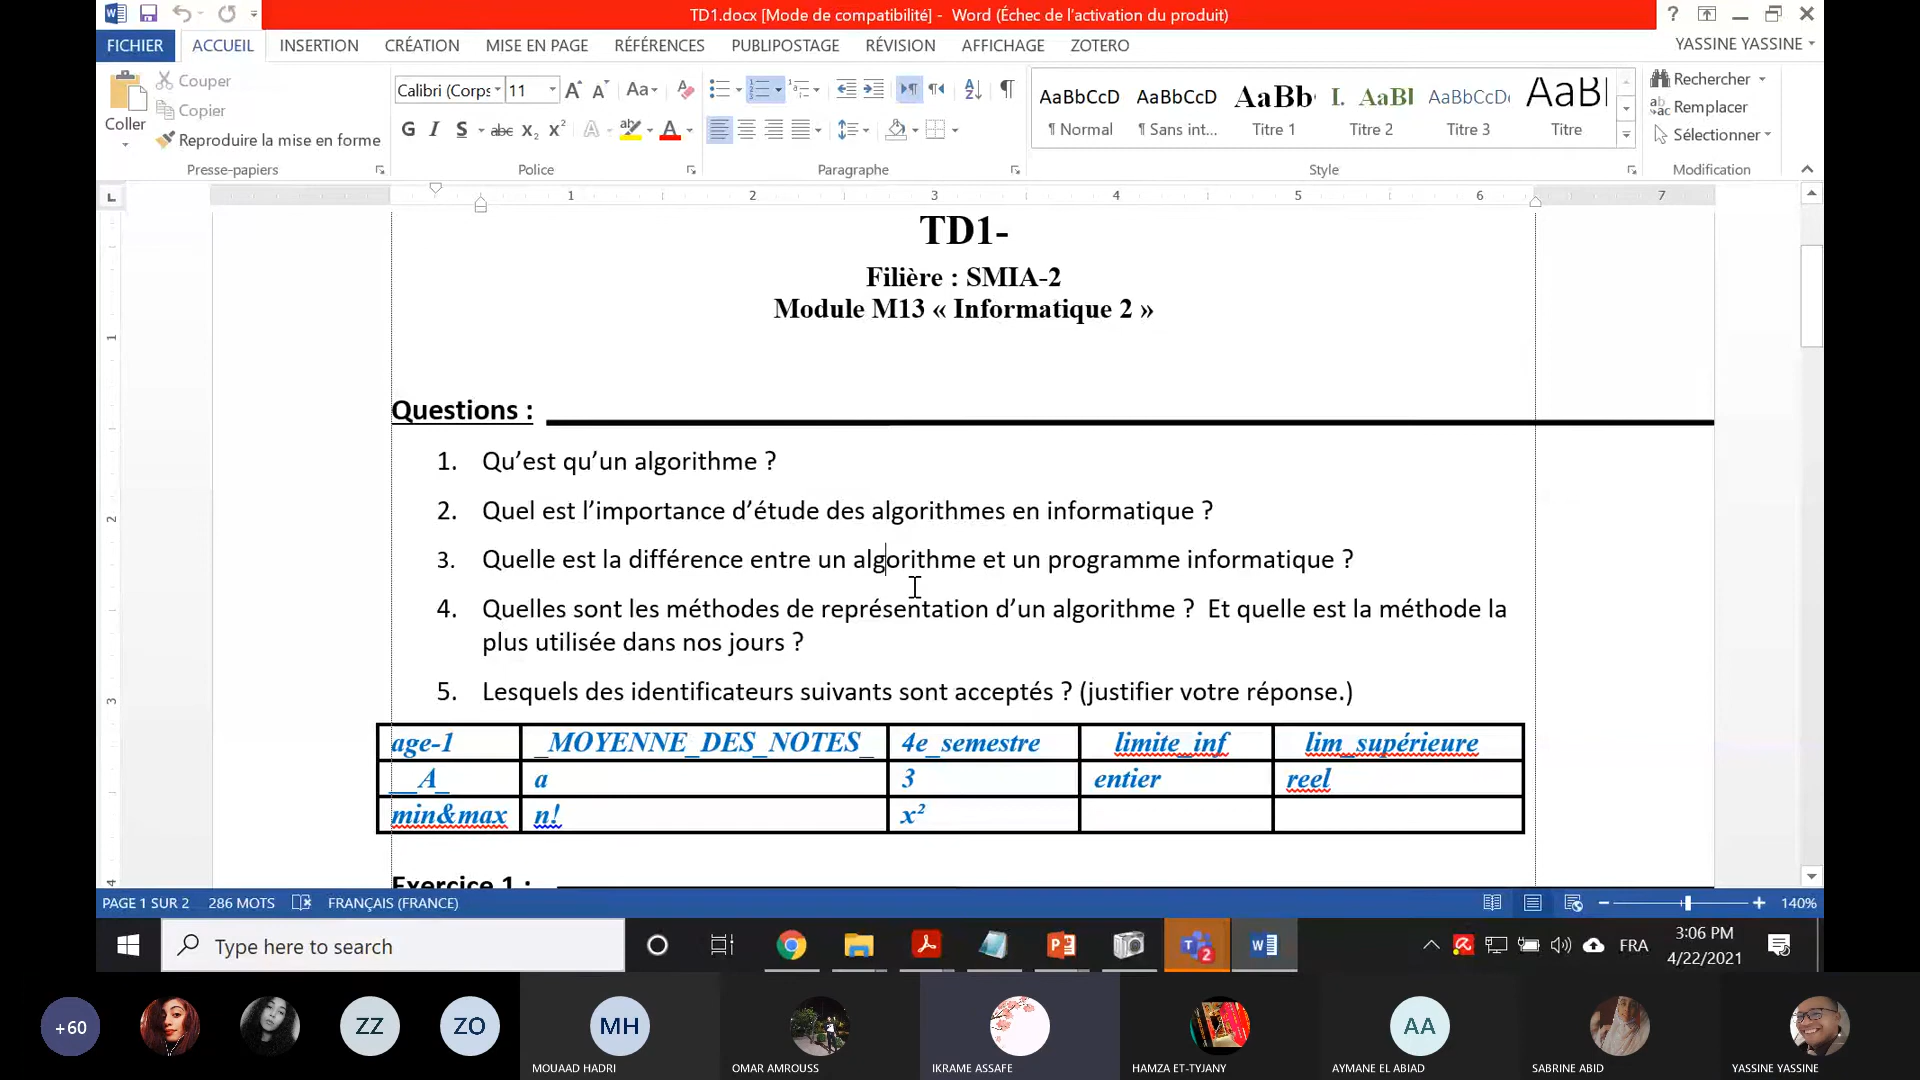 TD1.docx [Mode de compatibilité] - Word (Échec de l'activation du produit)
FICHIER ACCUEIL INSERTION CRÉATION MISE EN PAGE RÉFÉRENCES PUBLIPOSTAGE RÉVISION AFFICHAGE ZOTERO YASSINE YASSINE
Coller
Couper
Copier
Reproduire la mise en forme
Presse-papiers
Calibri (Corps 11
Police
Paragraphe
AaBbCcD AaBbCcD AaBb I. AaBl AaBbCcD AaB
¶ Normal ¶ Sans int... Titre 1 Titre 2 Titre 3 Titre
Style
Rechercher
Remplacer
Sélectionner
Modification
1 2 3 4 5 6 7
TD1-
Filière : SMIA-2
Module M13 « Informatique 2 »
Questions :
1. Qu’est qu’un algorithme ?
2. Quel est l’importance d’étude des algorithmes en informatique ?
3. Quelle est la différence entre un algorithme et un programme informatique ?
4. Quelles sont les méthodes de représentation d’un algorithme ? Et quelle est la méthode la
plus utilisée dans nos jours ?
5. Lesquels des identificateurs suivants sont acceptés ? (justifier votre réponse.)
age-1 _MOYENNE_DES_NOTES_ 4e_semestre limite_inf lim_supérieure
__A_ a 3 entier reel
min&max n! x²
Exercice 1 :
PAGE 1 SUR 2 286 MOTS FRANÇAIS (FRANCE) 140%
Type here to search
FRA
3:06 PM
4/22/2021
+60 ZZ ZO MH AA
MOUAAD HADRI OMAR AMROUSS IKRAME ASSAFE HAMZA ET-TYJANY AYMANE EL ABIAD SABRINE ABID YASSINE YASSINE